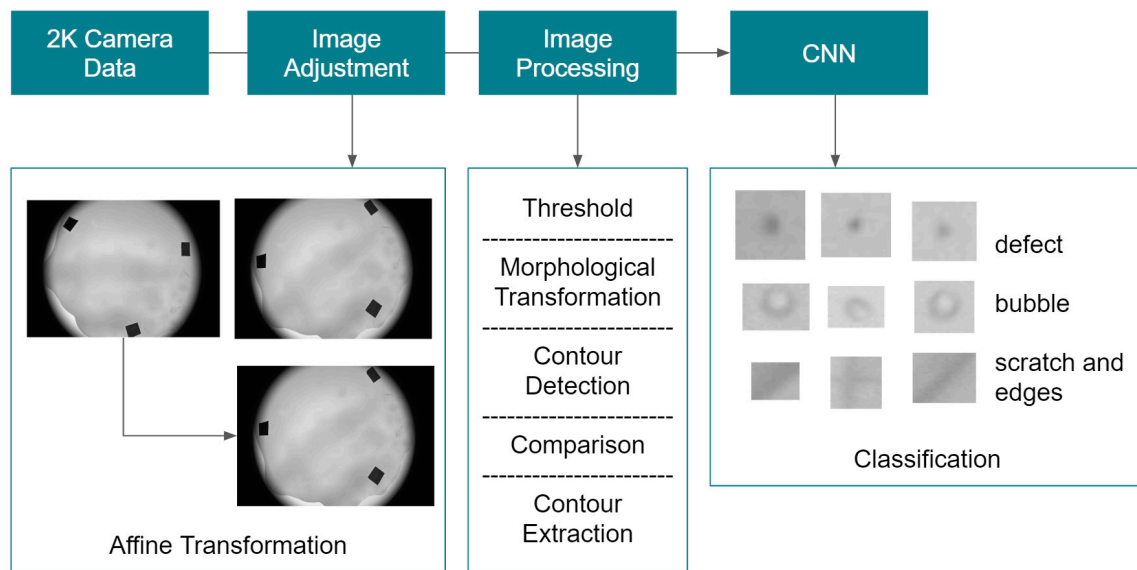 2K Camera
Data
Image
Adjustment
Image
Processing
CNN
Affine Transformation
Threshold
Morphological
Transformation
Contour
Detection
Comparison
Contour
Extraction
defect
bubble
scratch and
edges
Classification